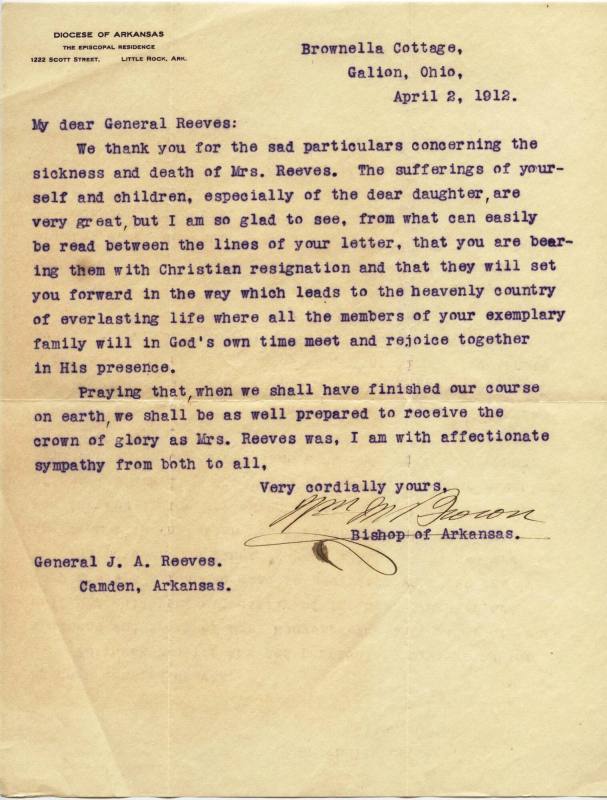 DIOCESE OF ARKANSAS
THE EPISCOPAL RESIDENCE
1222 SCOTT STREET, LITTLE ROCK, ARK.
Brownella Cottage,
Galion, Ohio,
April 2, 1912.
My dear General Reeves:
We thank you for the sad particulars concerning the
sickness and death of Mrs. Reeves. The sufferings of your-
self and children, especially of the dear daughter, are
very great, but I am so glad to see, from what can easily
be read between the lines of your letter, that you are bear-
ing them with Christian resignation and that they will set
you forward in the way which leads to the heavenly country
of everlasting life where all the members of your exemplary
family will in God's own time meet and rejoice together
in His presence.
Praying that, when we shall have finished our course
on earth, we shall be as well prepared to receive the
crown of glory as Mrs. Reeves was, I am with affectionate
sympathy from both to all,
Very cordially yours,
Wm M Brown
Bishop of Arkansas.
General J. A. Reeves.
Camden, Arkansas.